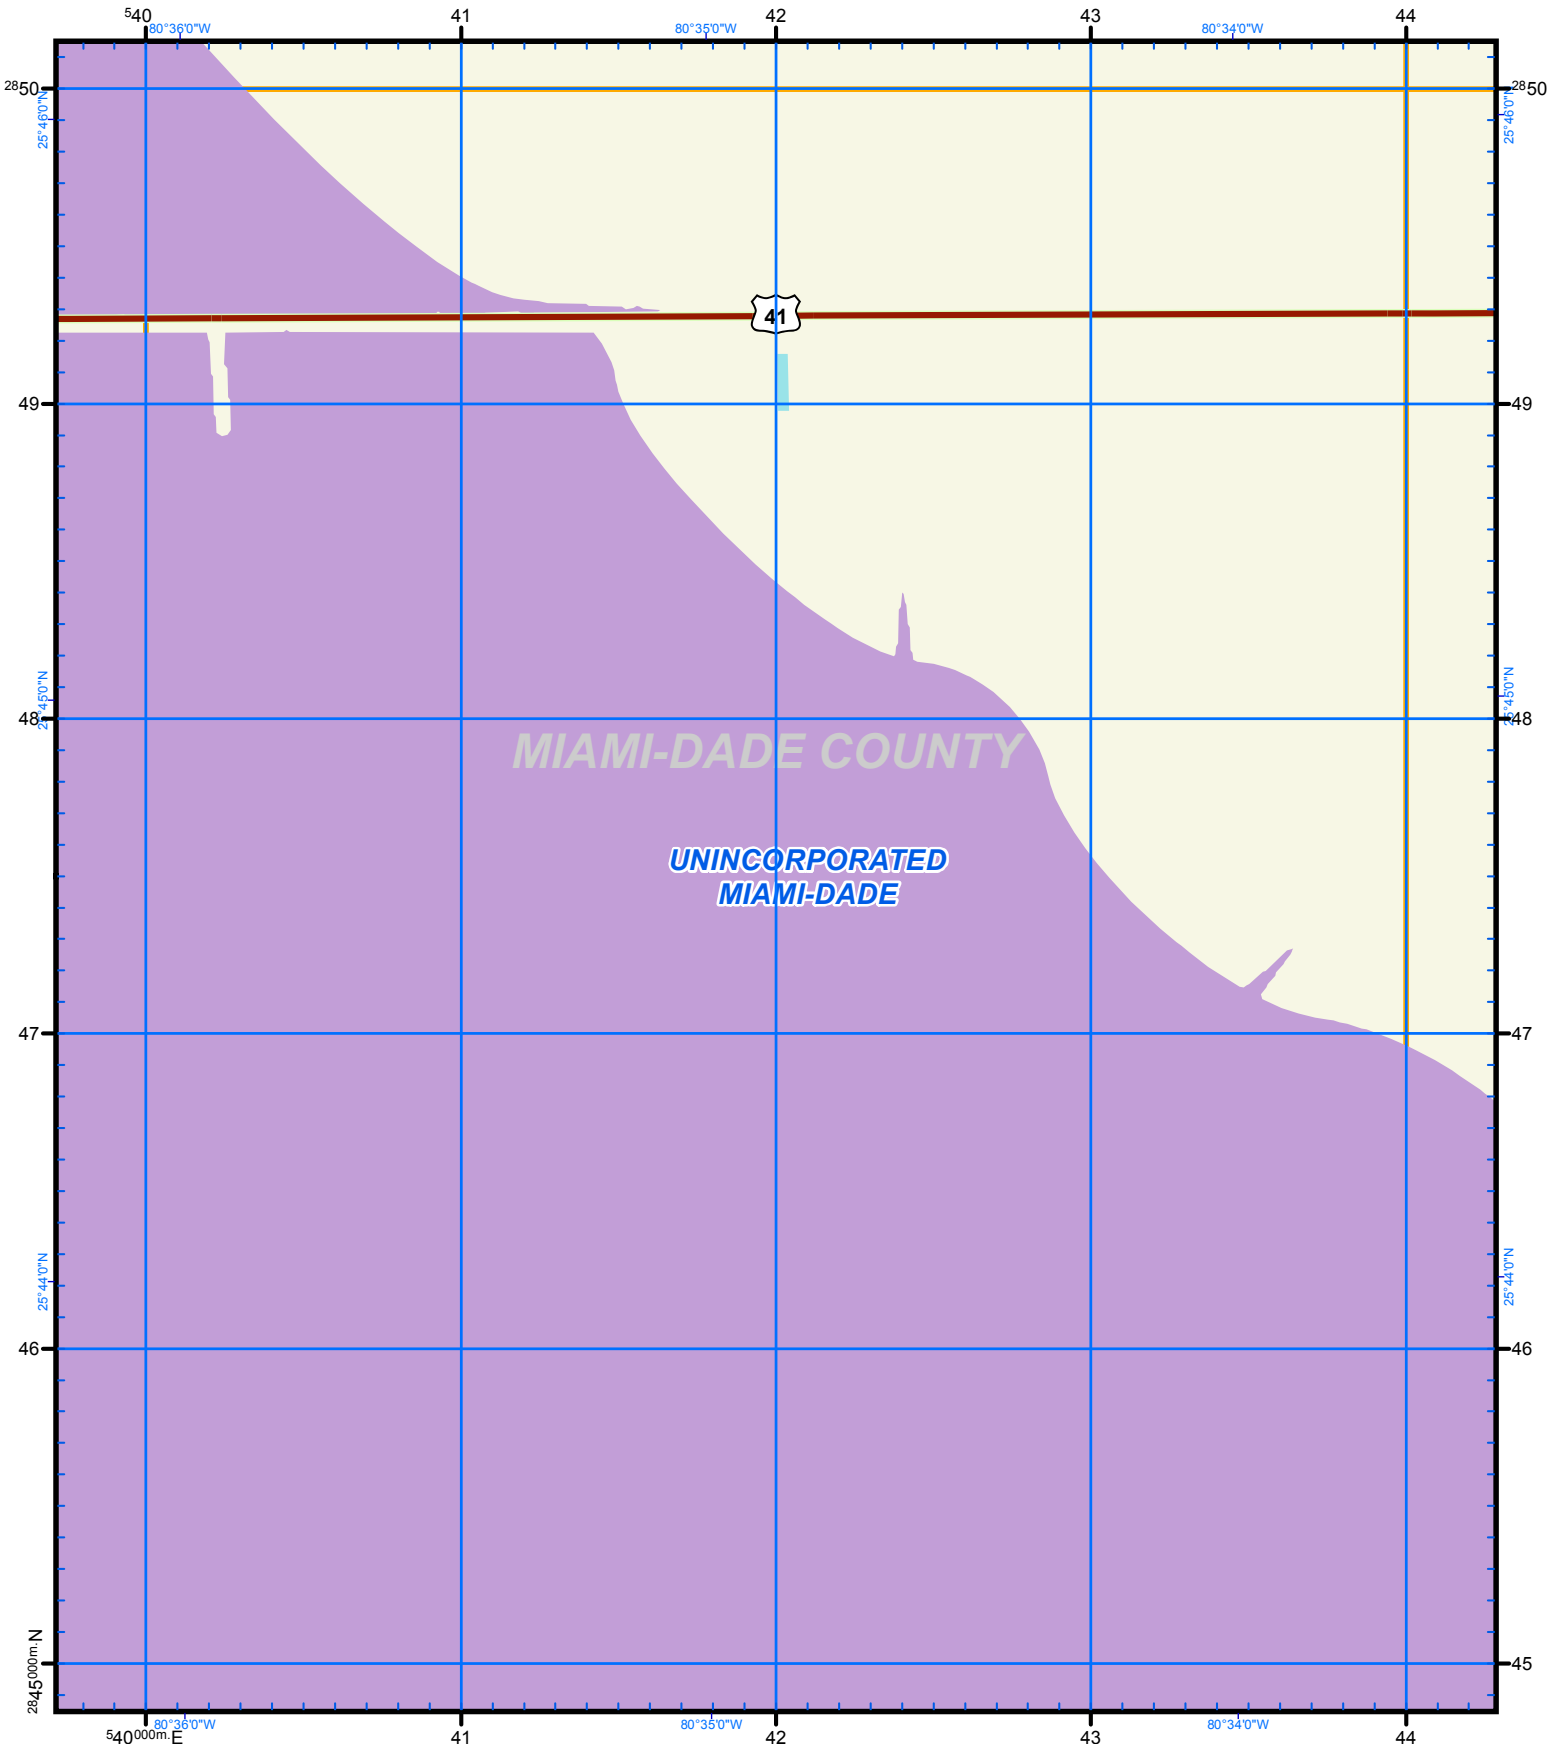 540 41 42 43 44
80°36'0"W 80°35'0"W 80°34'0"W
2850 2850
25°46'0"N 25°46'0"N
41
49 49
25°45'0"N 25°45'0"N
48 48
MIAMI-DADE COUNTY
UNINCORPORATED
MIAMI-DADE
47 47
25°44'0"N 25°44'0"N
46 46
2845000m.N 45
80°36'0"W 80°35'0"W 80°34'0"W
540000m.E 41 42 43 44